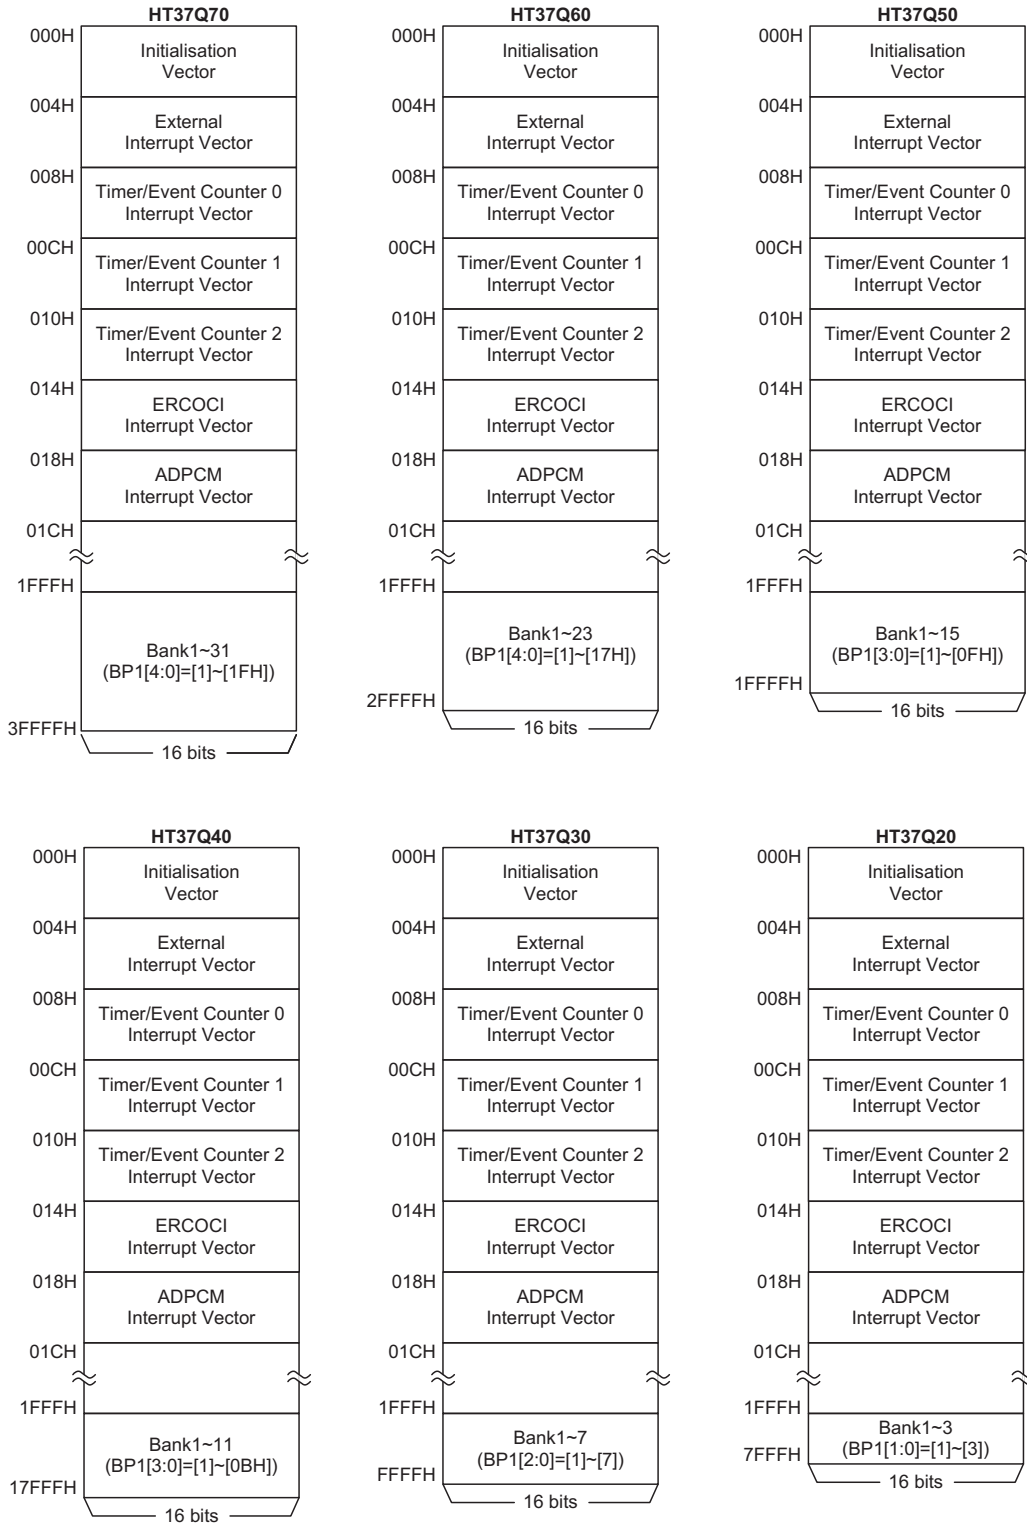 HT37Q70
000H
Initialisation
Vector
004H
External
Interrupt Vector
008H
Timer/Event Counter 0
Interrupt Vector
00CH
Timer/Event Counter 1
Interrupt Vector
010H
Timer/Event Counter 2
Interrupt Vector
014H
ERCOCI
Interrupt Vector
018H
ADPCM
Interrupt Vector
01CH
1FFFH
Bank1~31
(BP1[4:0]=[1]~[1FH])
3FFFFH
16 bits
HT37Q60
000H
Initialisation
Vector
004H
External
Interrupt Vector
008H
Timer/Event Counter 0
Interrupt Vector
00CH
Timer/Event Counter 1
Interrupt Vector
010H
Timer/Event Counter 2
Interrupt Vector
014H
ERCOCI
Interrupt Vector
018H
ADPCM
Interrupt Vector
01CH
1FFFH
Bank1~23
(BP1[4:0]=[1]~[17H])
2FFFFH
16 bits
HT37Q50
000H
Initialisation
Vector
004H
External
Interrupt Vector
008H
Timer/Event Counter 0
Interrupt Vector
00CH
Timer/Event Counter 1
Interrupt Vector
010H
Timer/Event Counter 2
Interrupt Vector
014H
ERCOCI
Interrupt Vector
018H
ADPCM
Interrupt Vector
01CH
1FFFH
Bank1~15
(BP1[3:0]=[1]~[0FH])
1FFFFH
16 bits
HT37Q40
000H
Initialisation
Vector
004H
External
Interrupt Vector
008H
Timer/Event Counter 0
Interrupt Vector
00CH
Timer/Event Counter 1
Interrupt Vector
010H
Timer/Event Counter 2
Interrupt Vector
014H
ERCOCI
Interrupt Vector
018H
ADPCM
Interrupt Vector
01CH
1FFFH
Bank1~11
(BP1[3:0]=[1]~[0BH])
17FFFH
16 bits
HT37Q30
000H
Initialisation
Vector
004H
External
Interrupt Vector
008H
Timer/Event Counter 0
Interrupt Vector
00CH
Timer/Event Counter 1
Interrupt Vector
010H
Timer/Event Counter 2
Interrupt Vector
014H
ERCOCI
Interrupt Vector
018H
ADPCM
Interrupt Vector
01CH
1FFFH
Bank1~7
(BP1[2:0]=[1]~[7])
FFFFH
16 bits
HT37Q20
000H
Initialisation
Vector
004H
External
Interrupt Vector
008H
Timer/Event Counter 0
Interrupt Vector
00CH
Timer/Event Counter 1
Interrupt Vector
010H
Timer/Event Counter 2
Interrupt Vector
014H
ERCOCI
Interrupt Vector
018H
ADPCM
Interrupt Vector
01CH
1FFFH
Bank1~3
(BP1[1:0]=[1]~[3])
7FFFH
16 bits